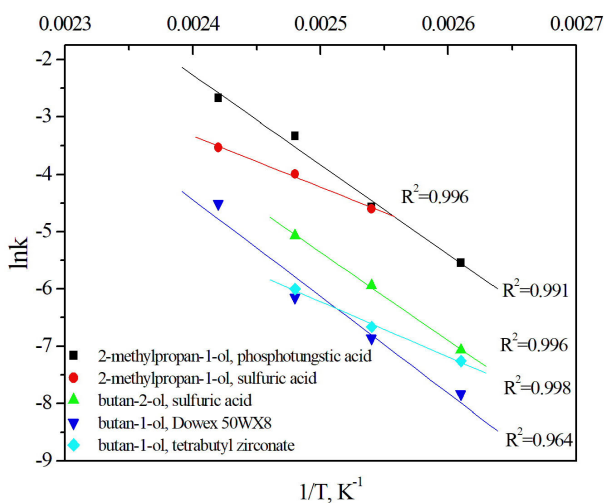 0.0023 0.0024 0.0025 0.0026 0.0027
-2
-3
-4
-5
-6
-7
-8
-9
lnk
R²=0.996
R²=0.991
R²=0.996
R²=0.998
R²=0.964
2-methylpropan-1-ol, phosphotungstic acid
2-methylpropan-1-ol, sulfuric acid
butan-2-ol, sulfuric acid
butan-1-ol, Dowex 50WX8
butan-1-ol, tetrabutyl zirconate
1/T, K⁻¹